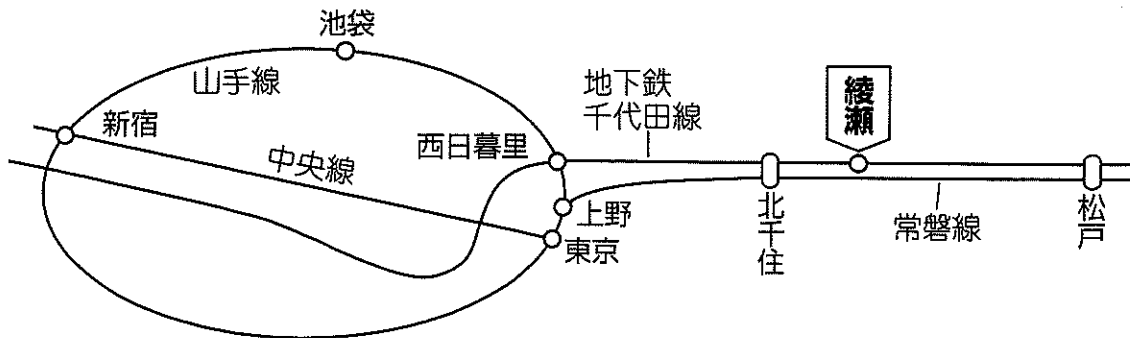 池袋
山手線
新宿
中央線
西日暮里
地下鉄
千代田線
綾瀬
上野
東京
北千住
常磐線
松戸